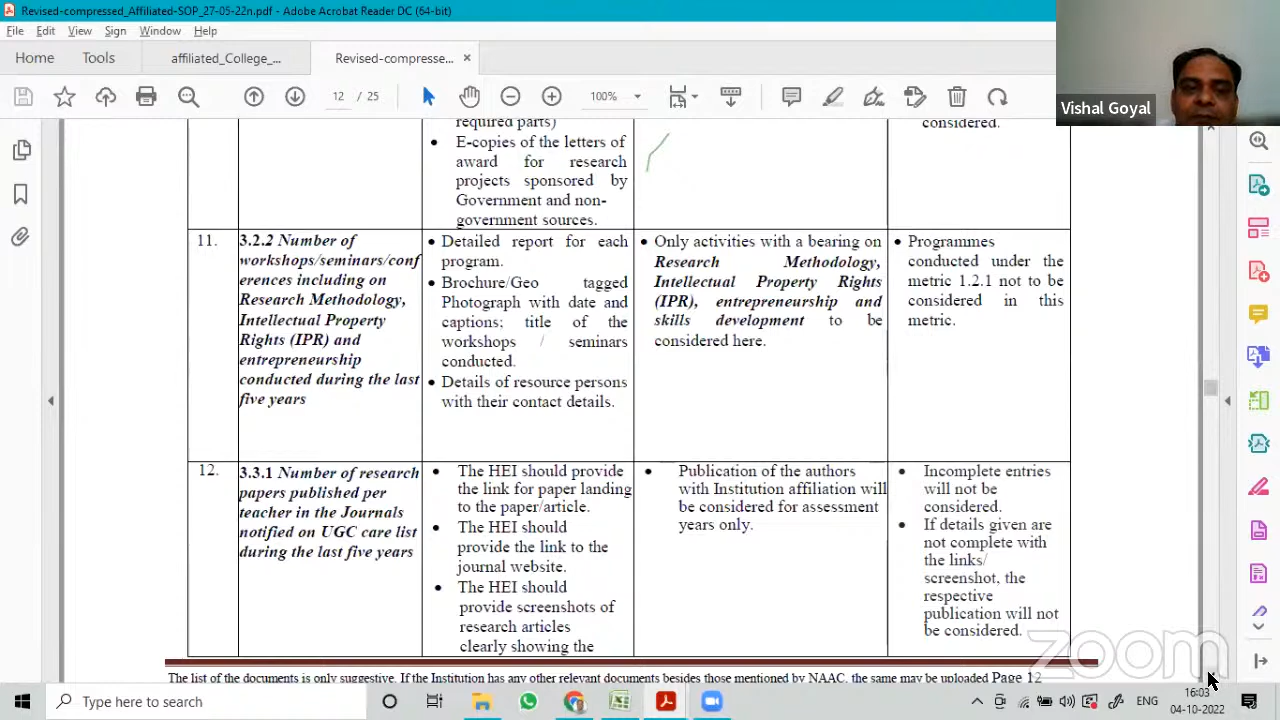 Revised-compressed_Affiliated-SOP_27-05-22n.pdf - Adobe Acrobat Reader DC (64-bit)
File Edit View Sign Window Help
Home Tools affiliated_College_... Revised-compresse... ×
12 / 25 100%
Vishal Goyal
required parts)
E-copies of the letters of
award for research
projects sponsored by
Government and non-
government sources.
considered.
11.
3.2.2 Number of
workshops/seminars/conf
erences including on
Research Methodology,
Intellectual Property
Rights (IPR) and
entrepreneurship
conducted during the last
five years
• Detailed report for each
program.
• Brochure/Geo tagged
Photograph with date and
captions; title of the
workshops / seminars
conducted.
• Details of resource persons
with their contact details.
• Only activities with a bearing on
Research Methodology,
Intellectual Property Rights
(IPR), entrepreneurship and
skills development to be
considered here.
• Programmes
conducted under the
metric 1.2.1 not to be
considered in this
metric.
12.
3.3.1 Number of research
papers published per
teacher in the Journals
notified on UGC care list
during the last five years
• The HEI should provide
the link for paper landing
to the paper/article.
• The HEI should
provide the link to the
journal website.
• The HEI should
provide screenshots of
research articles
clearly showing the
• Publication of the authors
with Institution affiliation will
be considered for assessment
years only.
• Incomplete entries
will not be
considered.
• If details given are
not complete with
the links/
screenshot, the
respective
publication will not
be considered.
zoom
The list of the documents is only suggestive. If the Institution has any other relevant documents besides those mentioned by NAAC, the same may be uploaded Page 12
Type here to search
ENG
16:03
04-10-2022